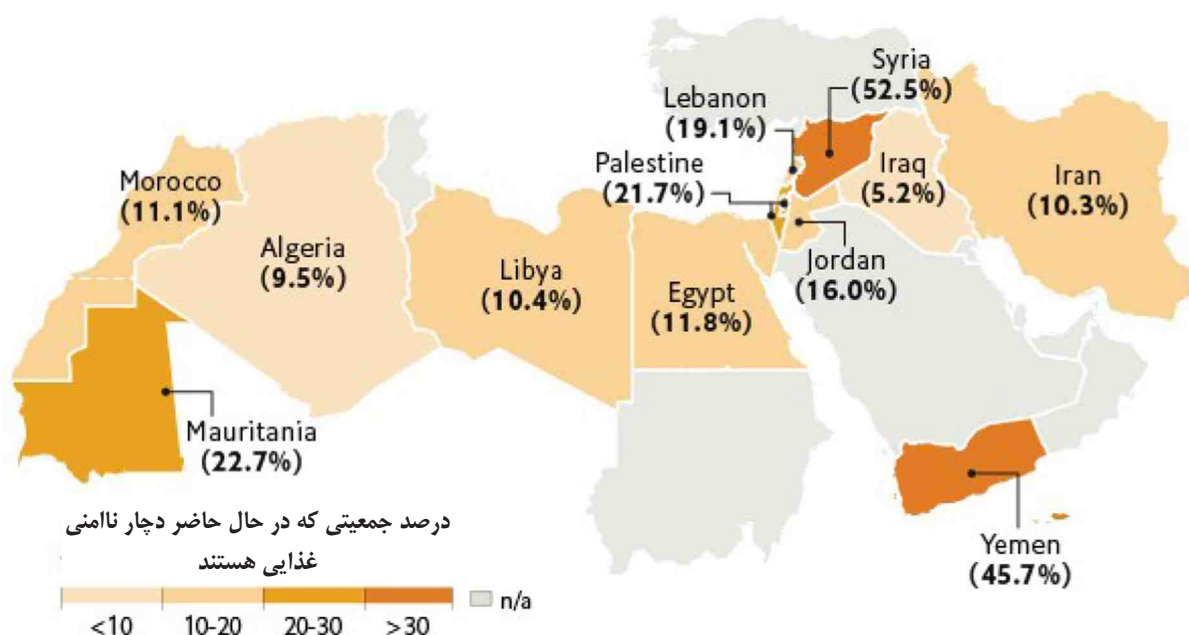 Syria
(52.5%)
Lebanon
(19.1%)
Palestine
(21.7%)
Iraq
(5.2%)
Iran
(10.3%)
Morocco
(11.1%)
Algeria
(9.5%)
Libya
(10.4%)
Egypt
(11.8%)
Jordan
(16.0%)
Mauritania
(22.7%)
Yemen
(45.7%)
درصد جمعیتی که در حال حاضر دچار ناامنی
غذایی هستند
<10 10-20 20-30 >30 n/a